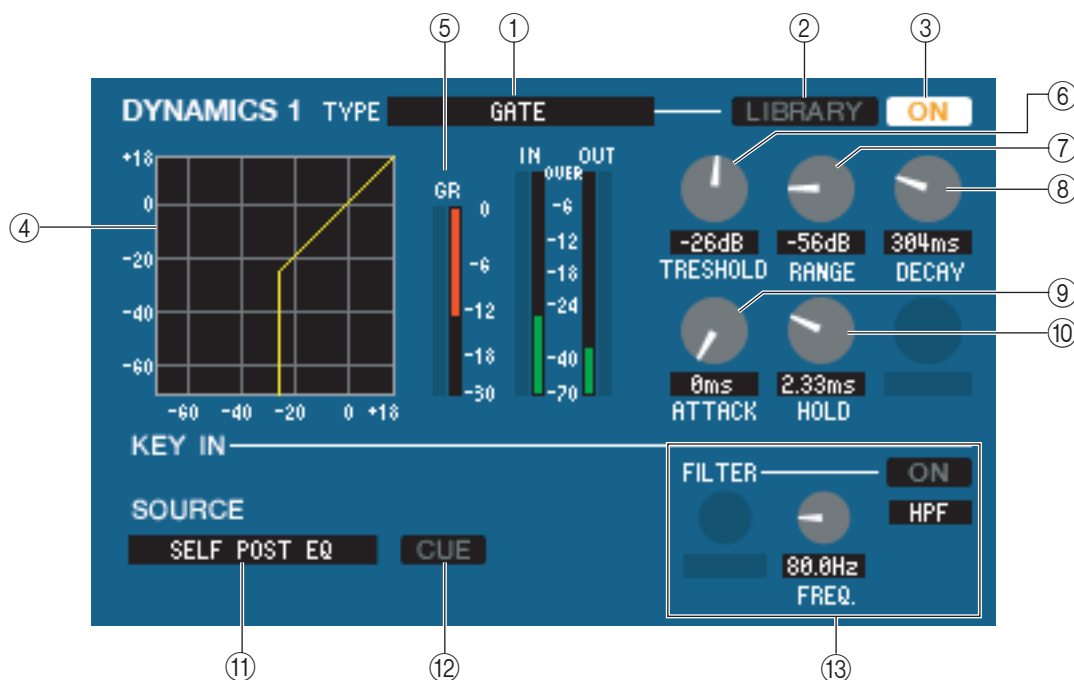 ⑤ ① ② ③
DYNAMICS 1 TYPE GATE LIBRARY ON
⑥
⑦
⑧
④
+18
0
-20
-40
-60
-60 -40 -20 0 +18
GR
0
-6
-12
-18
-30
IN OUT
OVER
-6
-12
-18
-24
-40
-70
-26dB -56dB 304ms
TRESHOLD RANGE DECAY
⑨
⑩
0ms 2.33ms
ATTACK HOLD
KEY IN
SOURCE
SELF POST EQ CUE
FILTER ON
HPF
80.0Hz
FREQ.
⑪ ⑫ ⑬